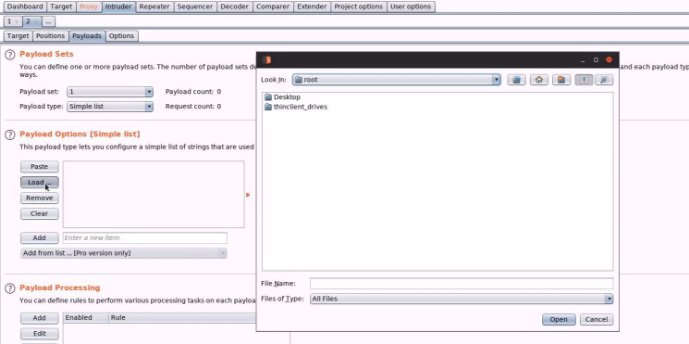 Dashboard Target Proxy Intruder Repeater Sequencer Decoder Comparer Extender Project options User options
1 × 2 × ...
Target Positions Payloads Options
? Payload Sets
You can define one or more payload sets. The number of payload sets de
and each payload typ
ways.
Payload set: 1 Payload count: 0
Payload type: Simple list Request count: 0
? Payload Options [Simple list]
This payload type lets you configure a simple list of strings that are used
Paste
Load ...
Remove
Clear
Add Enter a new item
Add from list ... [Pro version only]
? Payload Processing
You can define rules to perform various processing tasks on each payloa
Add Enabled Rule
Edit
Look In: root
Desktop
thinclient_drives
File Name:
Files of Type: All Files
Open Cancel